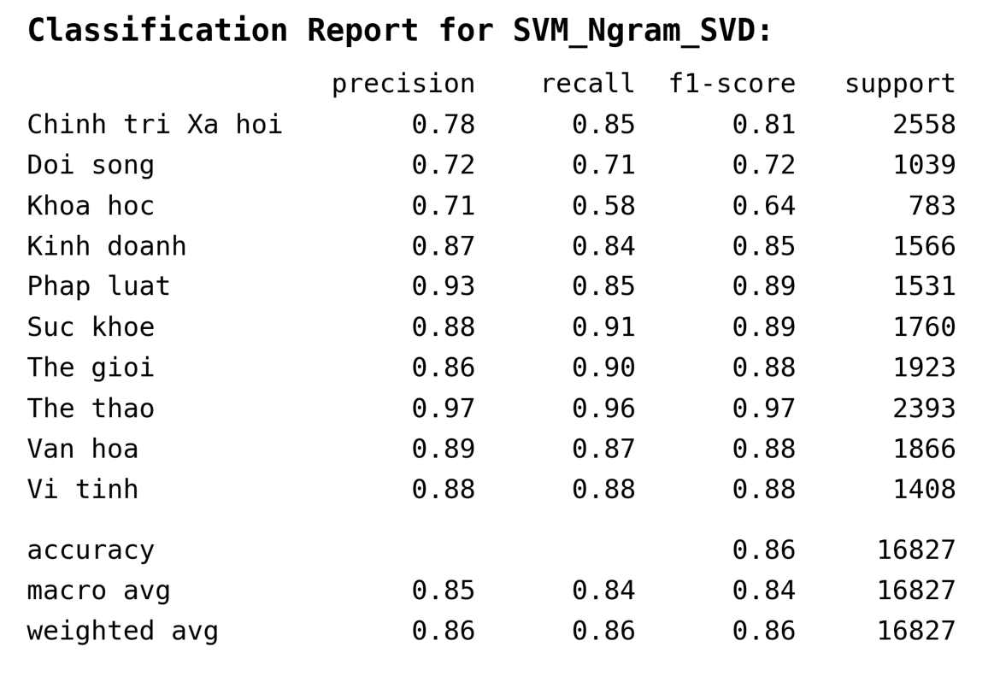 Classification Report for SVM_Ngram_SVD:
precision recall f1-score support
Chinh tri Xa hoi 0.78 0.85 0.81 2558
Doi song 0.72 0.71 0.72 1039
Khoa hoc 0.71 0.58 0.64 783
Kinh doanh 0.87 0.84 0.85 1566
Phap luat 0.93 0.85 0.89 1531
Suc khoe 0.88 0.91 0.89 1760
The gioi 0.86 0.90 0.88 1923
The thao 0.97 0.96 0.97 2393
Van hoa 0.89 0.87 0.88 1866
Vi tinh 0.88 0.88 0.88 1408
accuracy 0.86 16827
macro avg 0.85 0.84 0.84 16827
weighted avg 0.86 0.86 0.86 16827